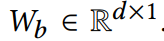 W_b ∈ ℝ^{d×1}.